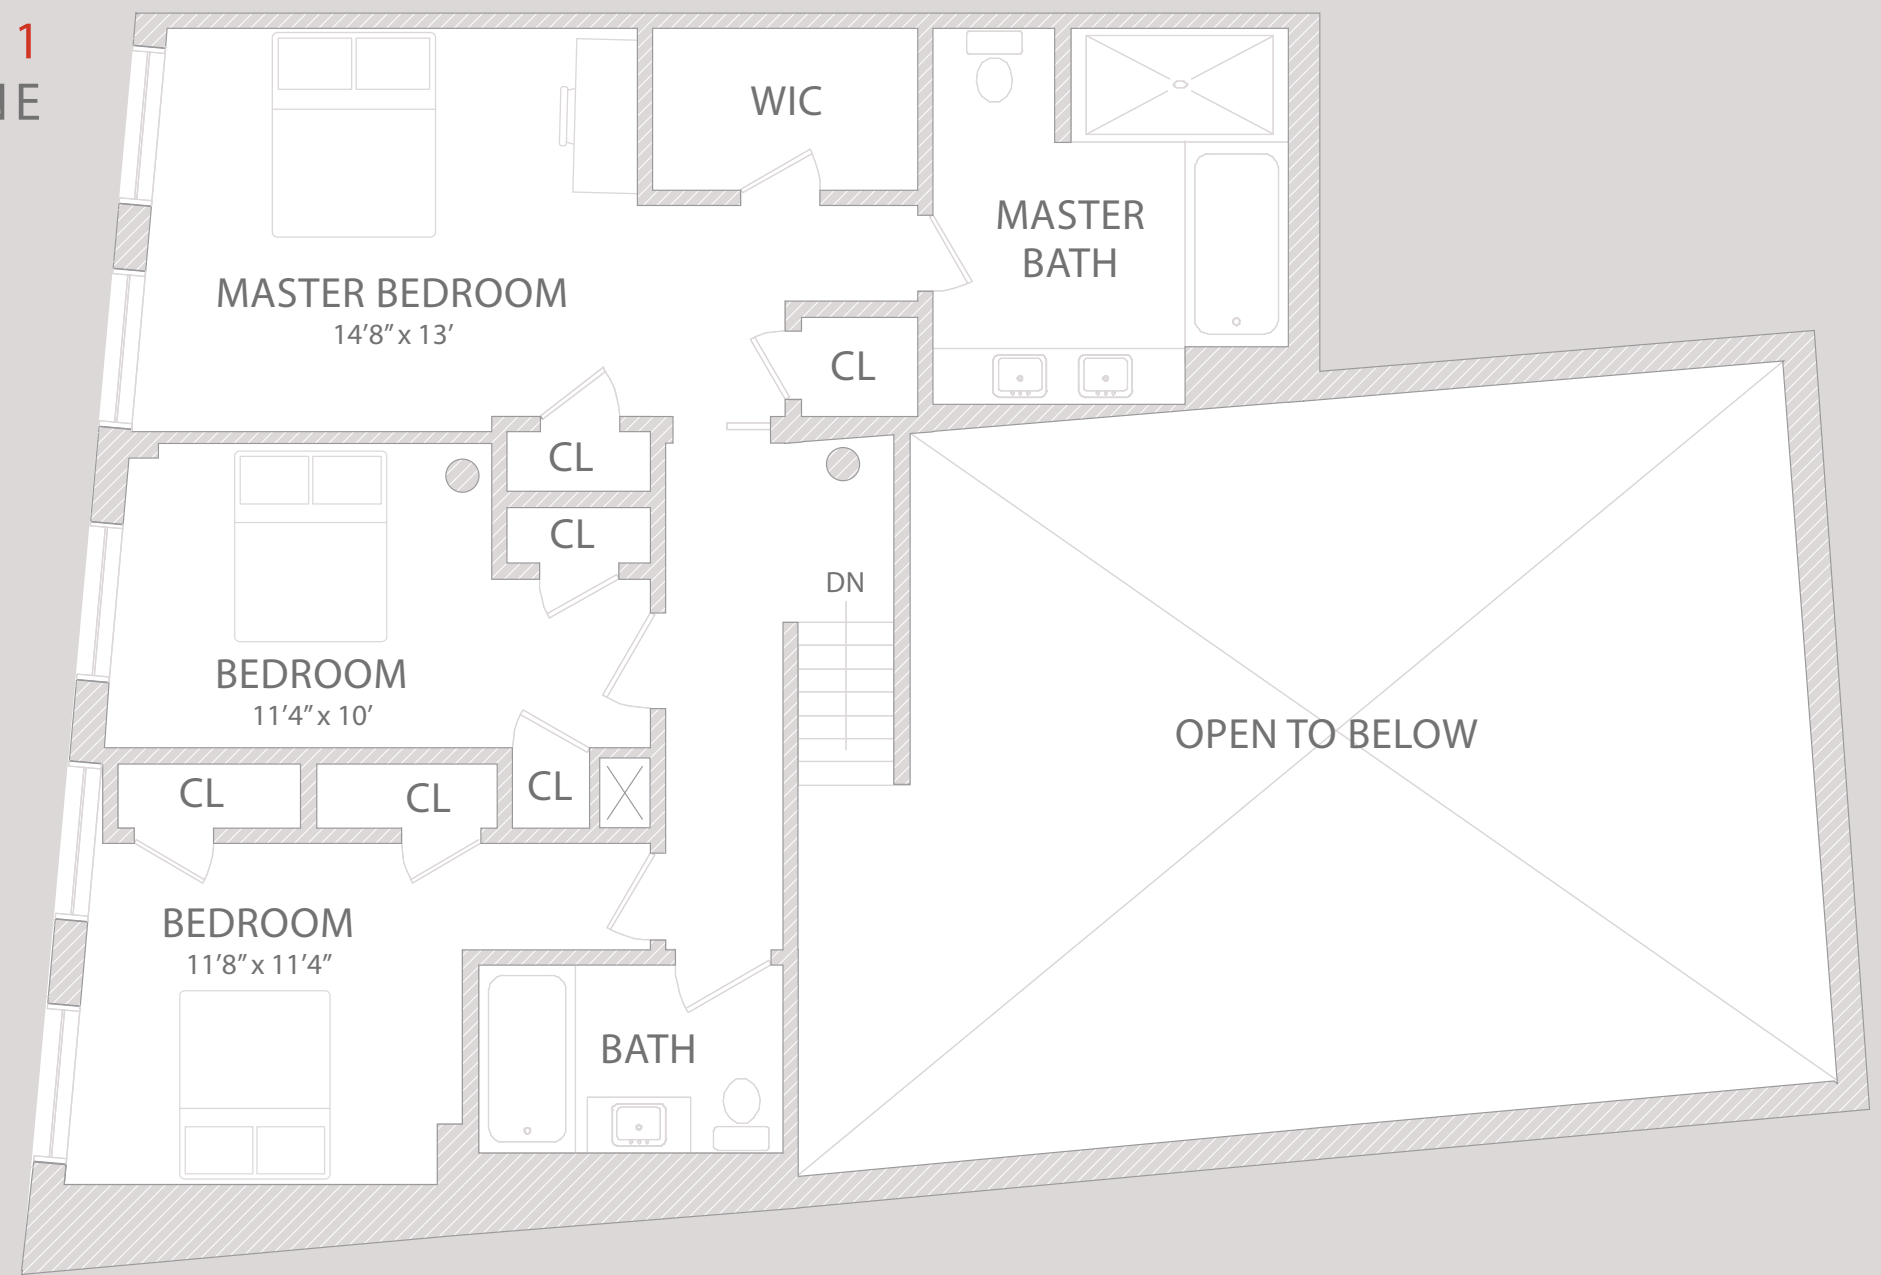 1
WIC
MASTER
BATH
MASTER BEDROOM
14'8" x 13'
CL
CL
CL
DN
BEDROOM
11'4" x 10'
OPEN TO BELOW
CL
CL
CL
BEDROOM
11'8" x 11'4"
BATH